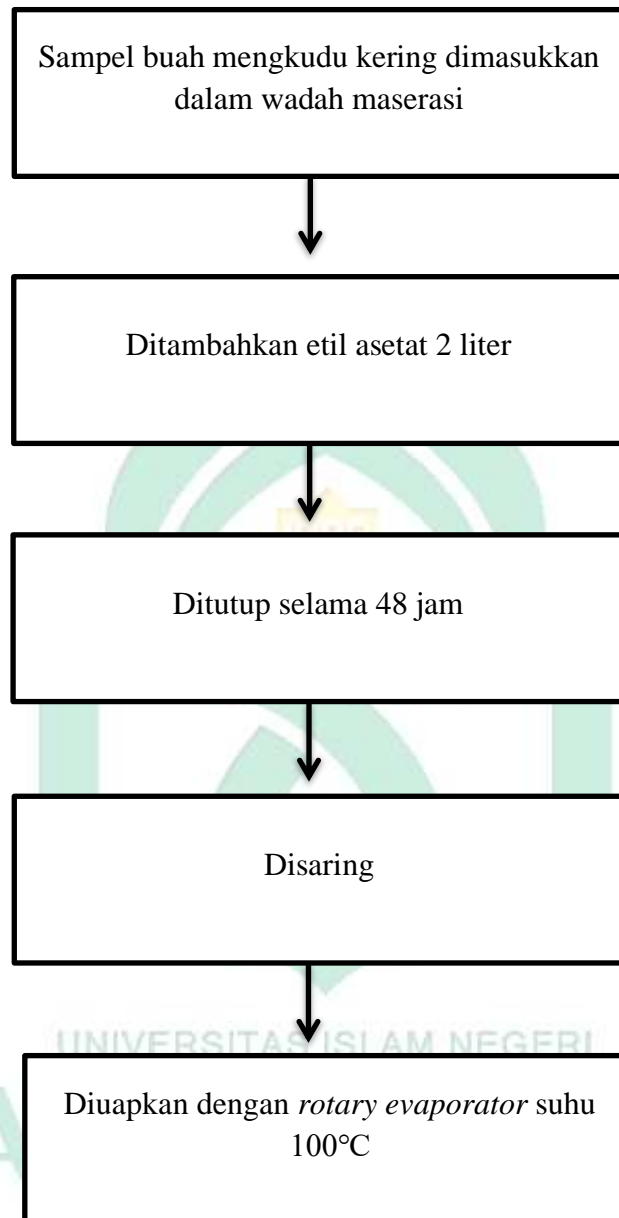 Sampel buah mengkudu kering dimasukkan
dalam wadah maserasi
Ditambahkan etil asetat 2 liter
Ditutup selama 48 jam
Disaring
UNIVERSITAS ISLAM NEGERI
Diuapkan dengan rotary evaporator suhu
100°C